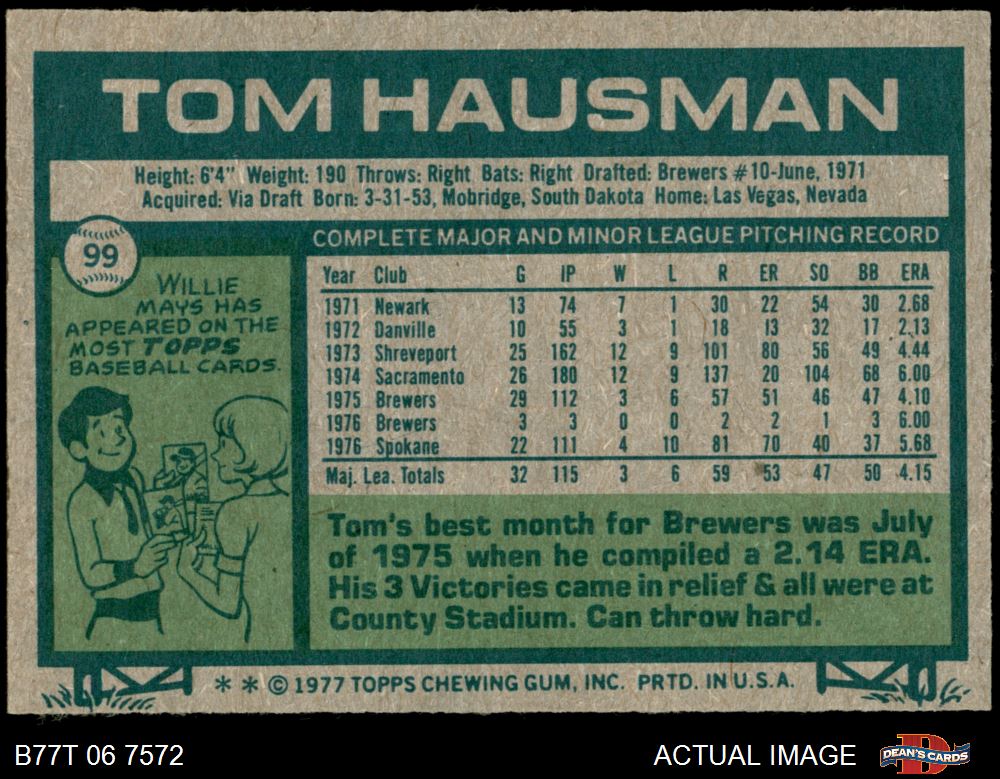 TOM HAUSMAN
Height: 6'4" Weight: 190 Throws: Right Bats: Right Drafted: Brewers #10-June, 1971
Acquired: Via Draft Born: 3-31-53, Mobridge, South Dakota Home: Las Vegas, Nevada
99
WILLIE
MAYS HAS
APPEARED ON THE
MOST TOPPS
BASEBALL CARDS.
COMPLETE MAJOR AND MINOR LEAGUE PITCHING RECORD
Year Club G IP W L R ER SO BB ERA
1971 Newark 13 74 7 1 30 22 54 30 2.68
1972 Danville 10 55 3 1 18 13 32 17 2.13
1973 Shreveport 25 162 12 9 101 80 56 49 4.44
1974 Sacramento 26 180 12 9 137 20 104 68 6.00
1975 Brewers 29 112 3 6 57 51 46 47 4.10
1976 Brewers 3 3 0 0 2 2 1 3 6.00
1976 Spokane 22 111 4 10 81 70 40 37 5.68
Maj. Lea. Totals 32 115 3 6 59 53 47 50 4.15
Tom's best month for Brewers was July
of 1975 when he compiled a 2.14 ERA.
His 3 Victories came in relief & all were at
County Stadium. Can throw hard.
* * © 1977 TOPPS CHEWING GUM, INC. PRTD. IN U.S.A.
B77T 06 7572
ACTUAL IMAGE
DEAN'S CARDS